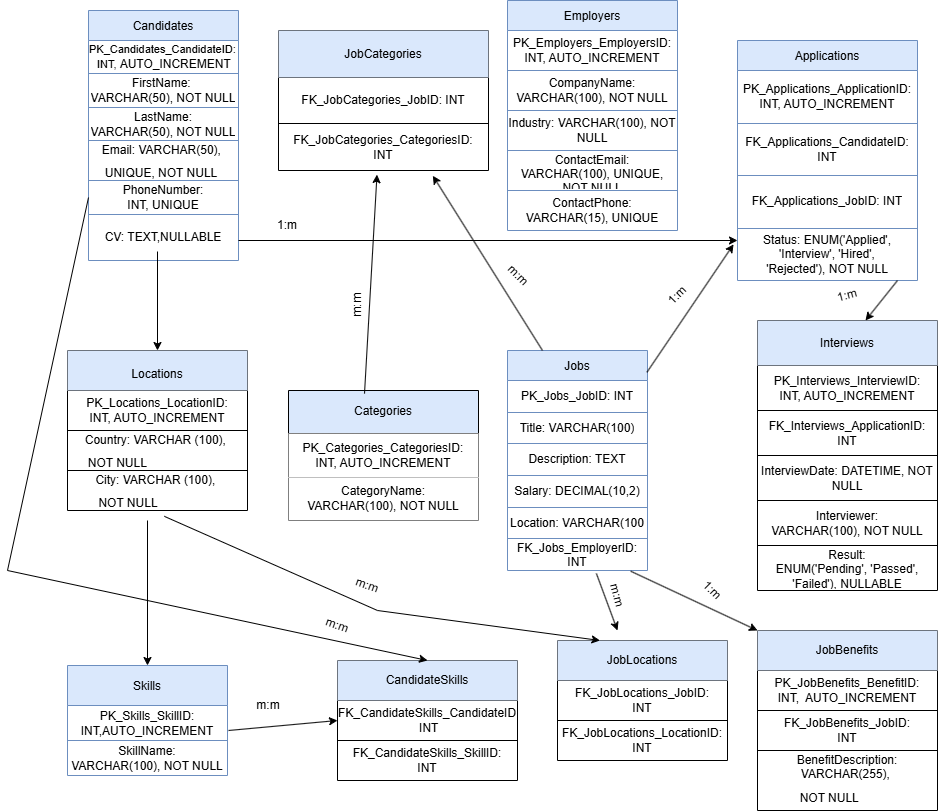 Candidates
PK_Candidates_CandidateID:
INT, AUTO_INCREMENT
FirstName:
VARCHAR(50), NOT NULL
LastName:
VARCHAR(50), NOT NULL
Email: VARCHAR(50),
UNIQUE, NOT NULL
PhoneNumber:
INT, UNIQUE
CV: TEXT,NULLABLE
JobCategories
FK_JobCategories_JobID: INT
FK_JobCategories_CategoriesID:
INT
Employers
PK_Employers_EmployersID:
INT, AUTO_INCREMENT
CompanyName:
VARCHAR(100), NOT NULL
Industry: VARCHAR(100), NOT
NULL
ContactEmail:
VARCHAR(100), UNIQUE,
NOT NULL
ContactPhone:
VARCHAR(15), UNIQUE
Applications
PK_Applications_ApplicationID:
INT, AUTO_INCREMENT
FK_Applications_CandidateID:
INT
FK_Applications_JobID: INT
Status: ENUM('Applied',
'Interview', 'Hired',
'Rejected'), NOT NULL
1:m
m:m
m:m
1:m
1:m
Locations
PK_Locations_LocationID:
INT, AUTO_INCREMENT
Country: VARCHAR (100),
NOT NULL
City: VARCHAR (100),
NOT NULL
Categories
PK_Categories_CategoriesID:
INT, AUTO_INCREMENT
CategoryName:
VARCHAR(100), NOT NULL
Jobs
PK_Jobs_JobID: INT
Title: VARCHAR(100)
Description: TEXT
Salary: DECIMAL(10,2)
Location: VARCHAR(100
FK_Jobs_EmployerID:
INT
Interviews
PK_Interviews_InterviewID:
INT, AUTO_INCREMENT
FK_Interviews_ApplicationID:
INT
InterviewDate: DATETIME, NOT
NULL
Interviewer:
VARCHAR(100), NOT NULL
Result:
ENUM('Pending', 'Passed',
'Failed'), NULLABLE
m:m
m:m
m:m
1:m
Skills
PK_Skills_SkillID:
INT,AUTO_INCREMENT
SkillName:
VARCHAR(100), NOT NULL
m:m
CandidateSkills
FK_CandidateSkills_CandidateID
INT
FK_CandidateSkills_SkillID:
INT
JobLocations
FK_JobLocations_JobID:
INT
FK_JobLocations_LocationID:
INT
JobBenefits
PK_JobBenefits_BenefitID:
INT, AUTO_INCREMENT
FK_JobBenefits_JobID:
INT
BenefitDescription:
VARCHAR(255),
NOT NULL